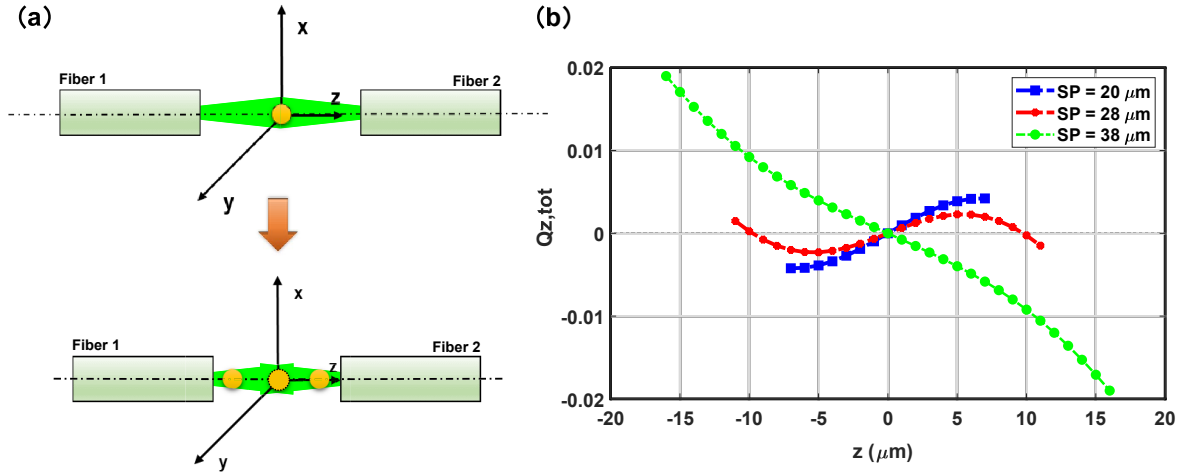 (a)
x
Fiber 1
Fiber 2
z
y
x
Fiber 1
Fiber 2
z
y
(b)
0.02
0.01
0
-0.01
-0.02
Qz,tot
SP = 20 μm
SP = 28 μm
SP = 38 μm
-20 -15 -10 -5 0 5 10 15 20
z (μm)